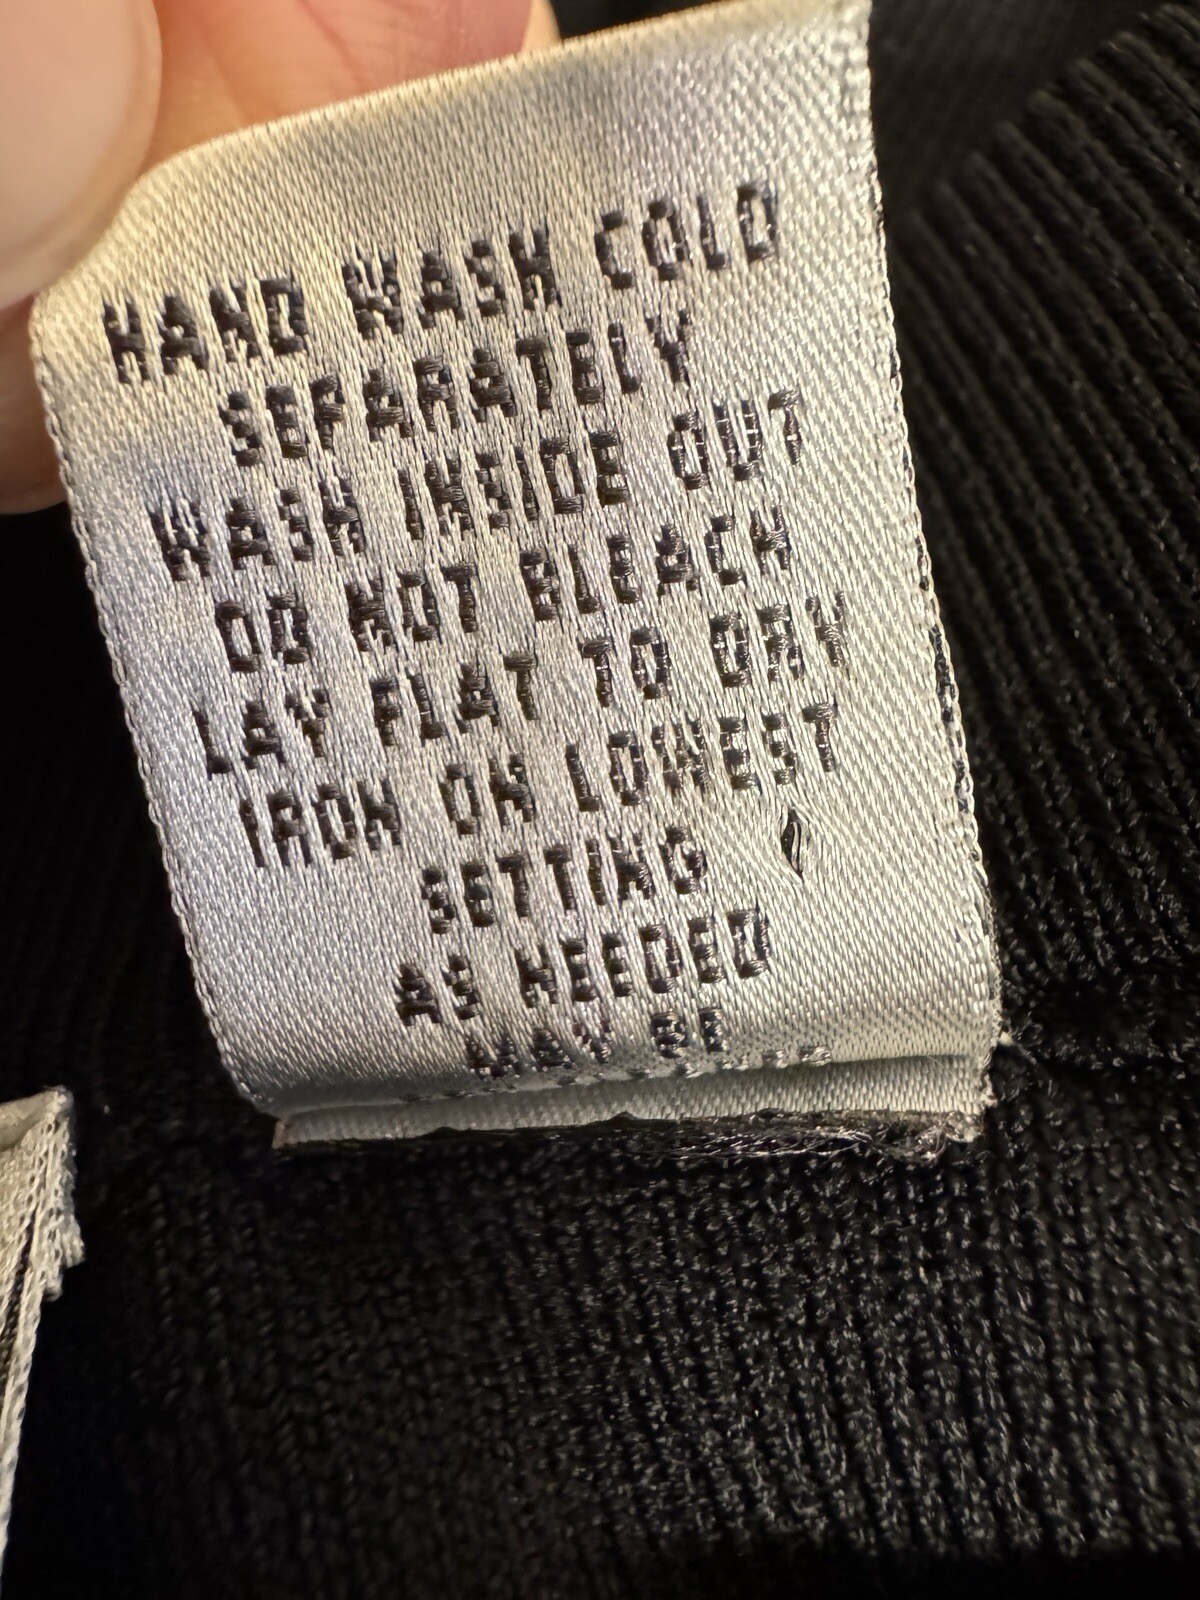 HAND WASH COLD
SEPARATELY
WASH INSIDE OUT
DO NOT BLEACH
LAY FLAT TO DRY
IRON ON LOWEST
SETTING
AS NEEDED
MAY BE